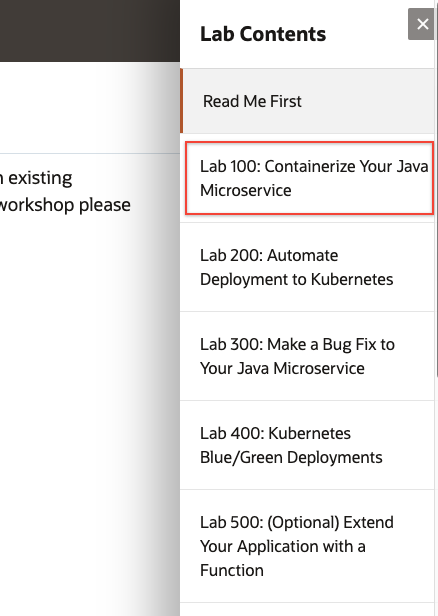 Lab Contents
×
Read Me First
Lab 100: Containerize Your Java
Microservice
Lab 200: Automate
Deployment to Kubernetes
Lab 300: Make a Bug Fix to
Your Java Microservice
Lab 400: Kubernetes
Blue/Green Deployments
Lab 500: (Optional) Extend
Your Application with a
Function
existing
workshop please